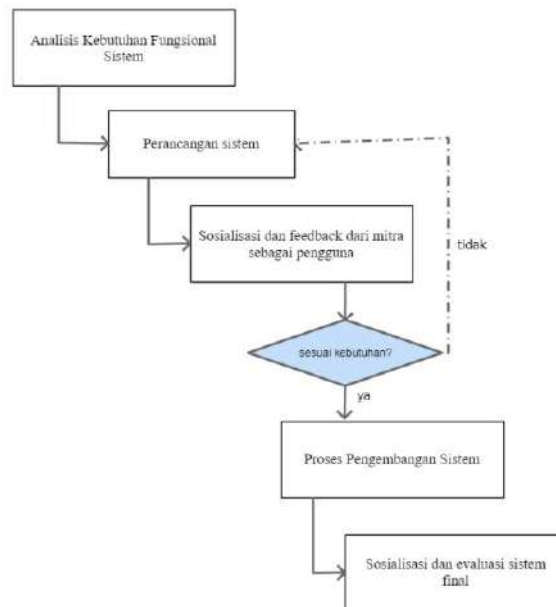 Analisis Kebutuhan Fungsional
Sistem
Perancangan sistem
Sosialisasi dan feedback dari mitra
sebagai pengguna
tidak
sesuai kebutuhan?
ya
Proses Pengembangan Sistem
Sosialisasi dan evaluasi sistem
final